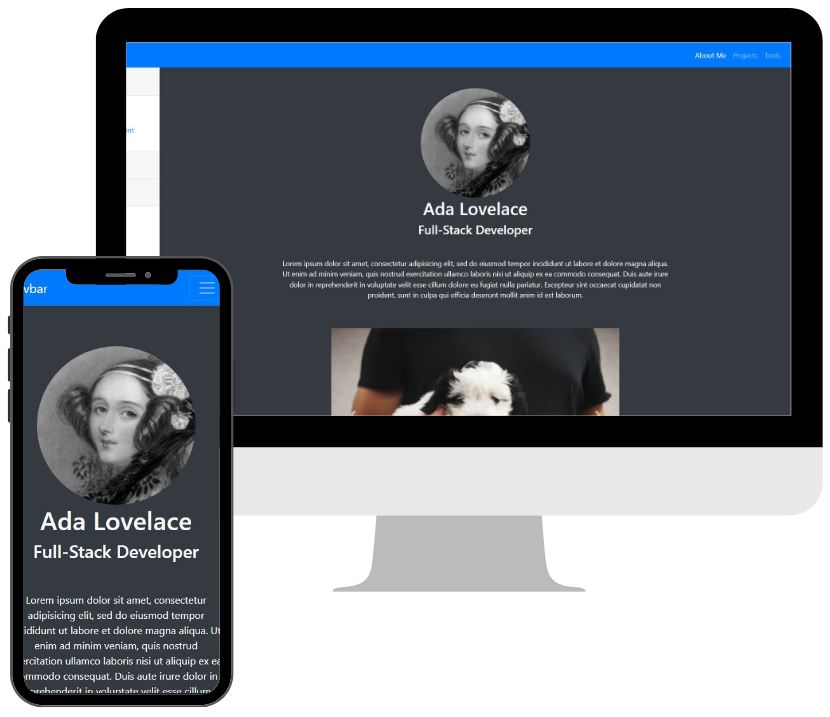 About Me Projects Tools
nt
Ada Lovelace
Full-Stack Developer
Lorem ipsum dolor sit amet, consectetur adipisicing elit, sed do eiusmod tempor incididunt ut labore et dolore magna aliqua.
Ut enim ad minim veniam, quis nostrud exercitation ullamco laboris nisi ut aliquip ex ea commodo consequat. Duis aute irure
dolor in reprehenderit in voluptate velit esse cillum dolore eu fugiat nulla pariatur. Excepteur sint occaecat cupidatat non
proident, sunt in culpa qui officia deserunt mollit anim id est laborum.
vbar
Ada Lovelace
Full-Stack Developer
Lorem ipsum dolor sit amet, consectetur
adipisicing elit, sed do eiusmod tempor
ididunt ut labore et dolore magna aliqua. Ut
enim ad minim veniam, quis nostrud
ercitation ullamco laboris nisi ut aliquip ex ea
mmodo consequat. Duis aute irure dolor in
prehenderit in voluptate velit esse cillum